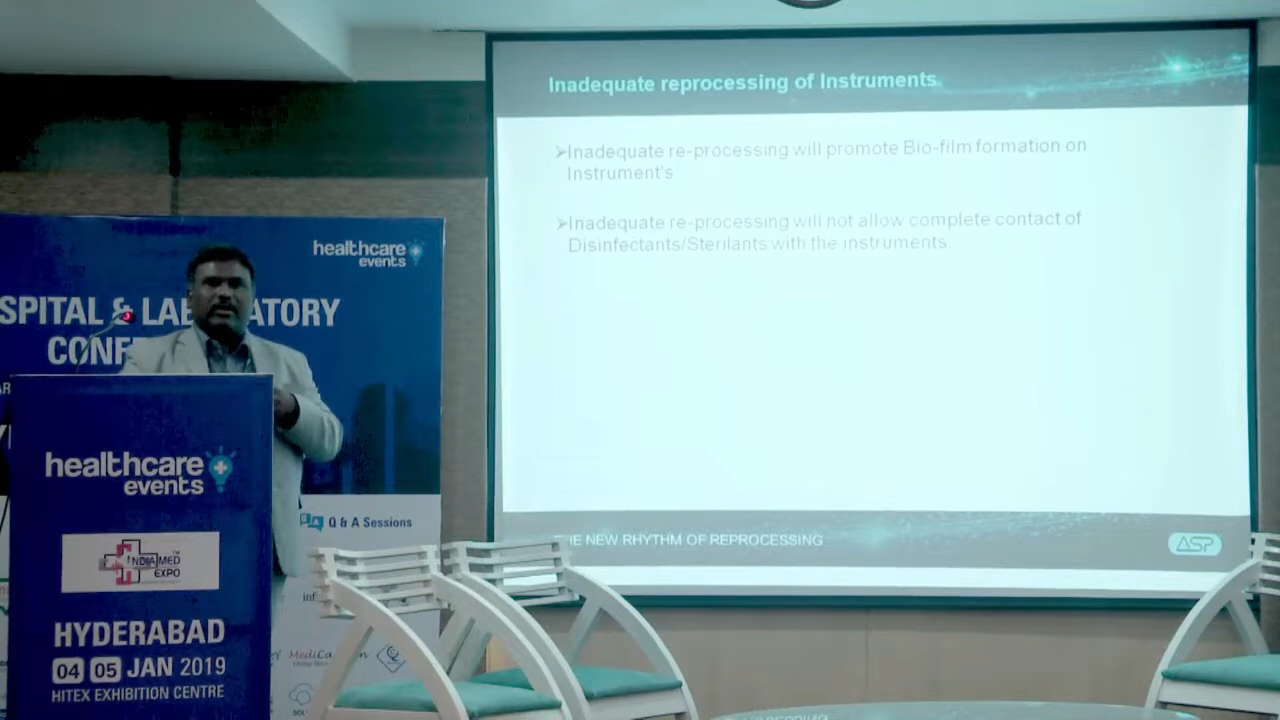 Inadequate reprocessing of Instruments
➢Inadequate re-processing will promote Bio-film formation on
Instrument's
➢Inadequate re-processing will not allow complete contact of
Disinfectants/Sterilants with the instruments
HE NEW RHYTHM OF REPROCESSING
ASP
healthcare
events
SPITAL & LAB ATORY
CONF
Q & A Sessions
healthcare
events
INDIA MED
EXPO
HYDERABAD
04 05 JAN 2019
HITEX EXHIBITION CENTRE